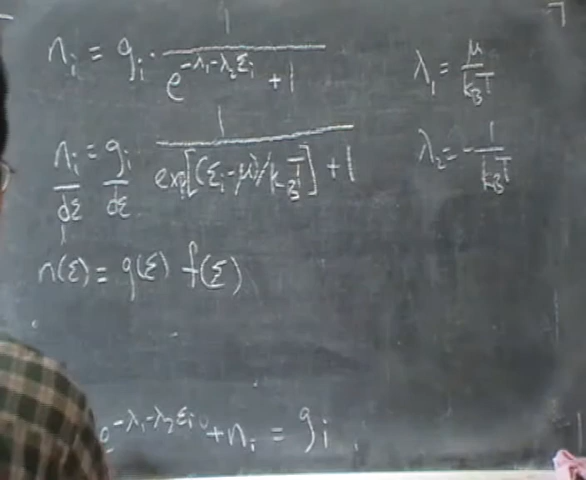 nᵢ = gᵢ · 1 / (e^(-λ₁-λ₂εᵢ) + 1)
λ₁ = μ / k_BT
nᵢ/dε = gᵢ/dε 1 / (exp[(εᵢ-μ)/k_BT] + 1)
λ₂ = - 1 / k_BT
n(ε) = g(ε) f(ε)
e^(-λ₁-λ₂εᵢ) + nᵢ = gᵢ